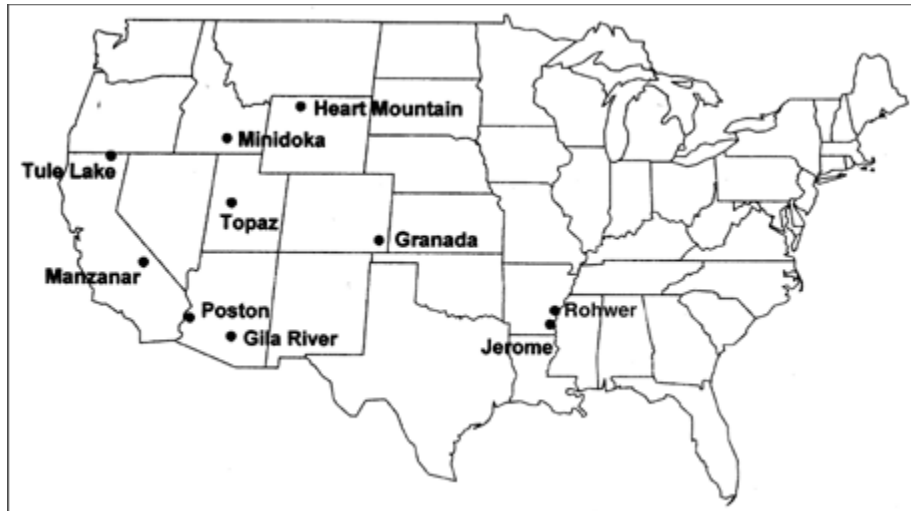 Heart Mountain
Minidoka
Tule Lake
Topaz
Granada
Manzanar
Poston
Gila River
Rohwer
Jerome